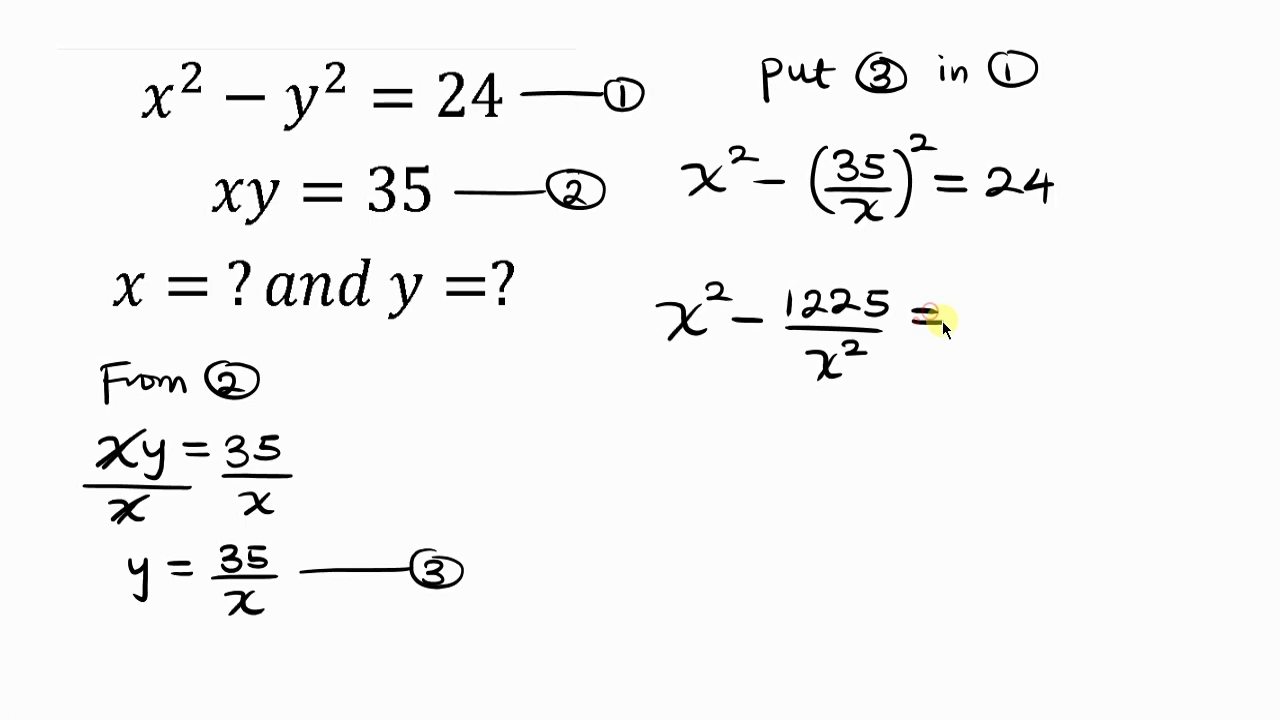 x² − y² = 24 —— ①
xy = 35 —— ②
x = ? and y =?
From ②
xy/x = 35/x
y = 35/x —— ③
put ③ in ①
x² − (35/x)² = 24
x² − 1225/x² =